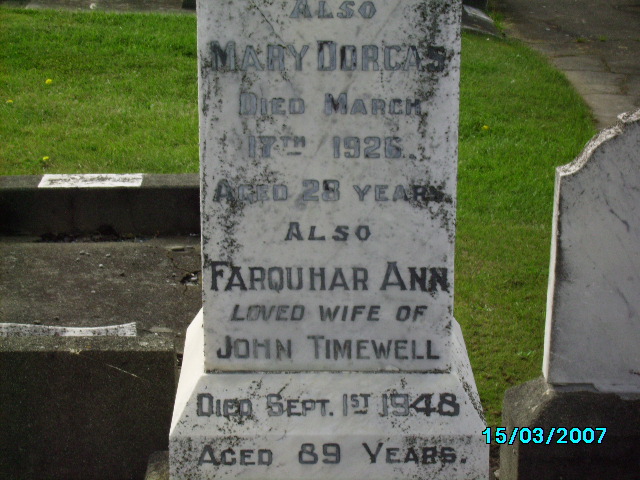 ALSO
MARY DORCAS
DIED MARCH
17TH 1926.
AGED 28 YEARS
ALSO
FARQUHAR ANN
LOVED WIFE OF
JOHN TIMEWELL
DIED SEPT. 1ST 1948
AGED 89 YEARS.
15/03/2007